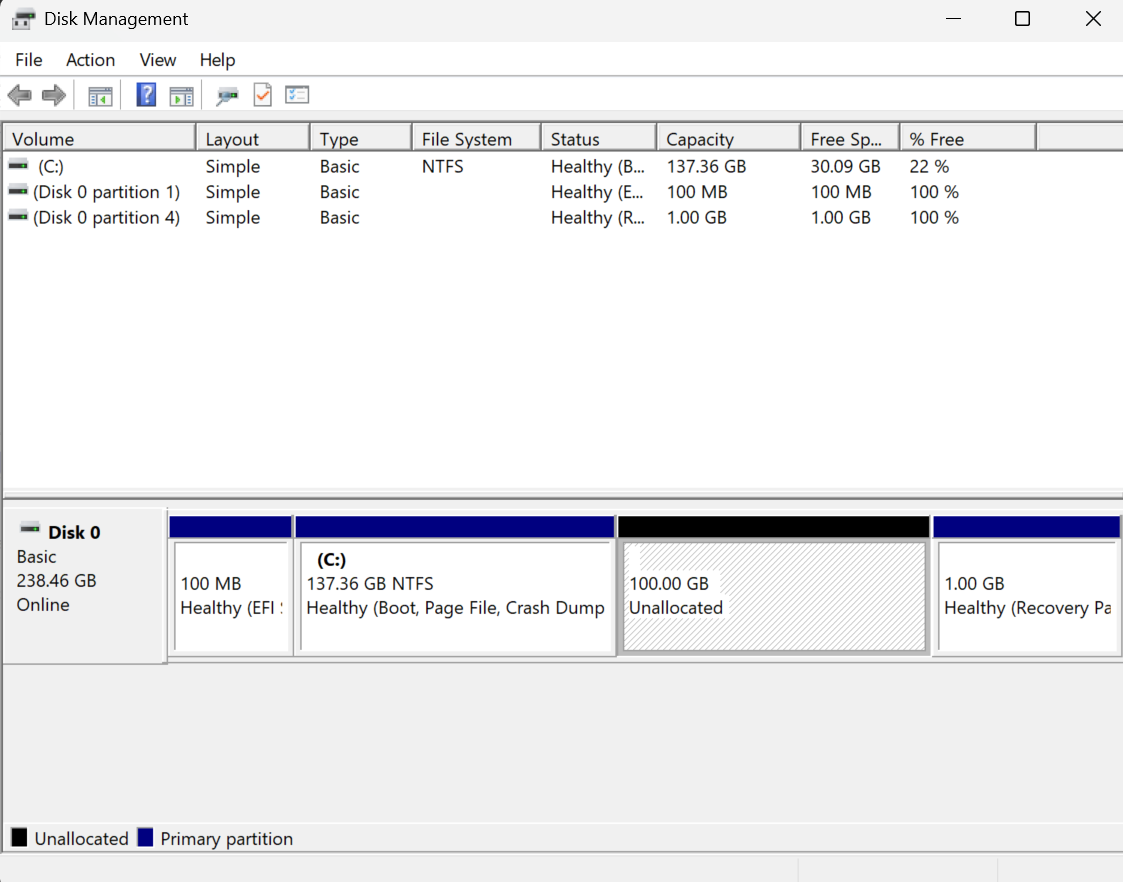 Disk Management
File Action View Help
Volume Layout Type File System Status Capacity Free Sp... % Free
(C:) Simple Basic NTFS Healthy (B... 137.36 GB 30.09 GB 22 %
(Disk 0 partition 1) Simple Basic Healthy (E... 100 MB 100 MB 100 %
(Disk 0 partition 4) Simple Basic Healthy (R... 1.00 GB 1.00 GB 100 %
Disk 0
Basic
238.46 GB
Online
100 MB
Healthy (EFI
(C:)
137.36 GB NTFS
Healthy (Boot, Page File, Crash Dump
100.00 GB
Unallocated
1.00 GB
Healthy (Recovery Pa
Unallocated Primary partition